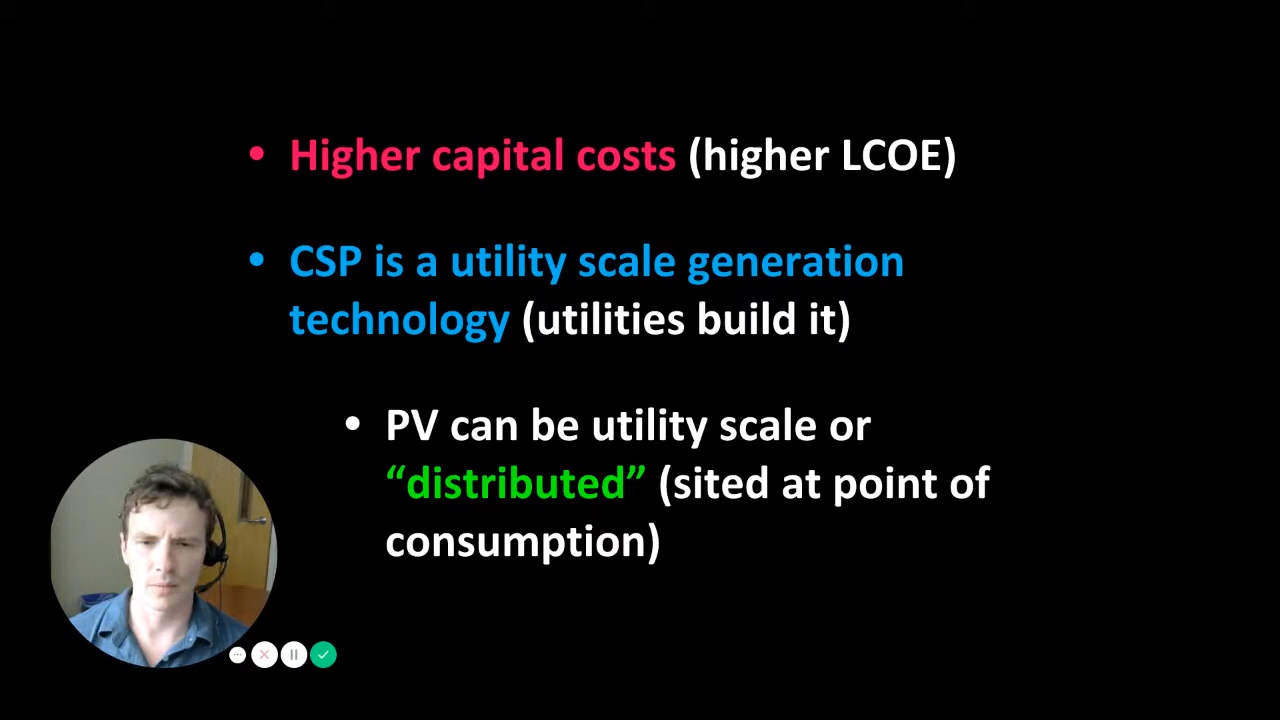 • Higher capital costs (higher LCOE)
• CSP is a utility scale generation
technology (utilities build it)
• PV can be utility scale or
“distributed” (sited at point of
consumption)